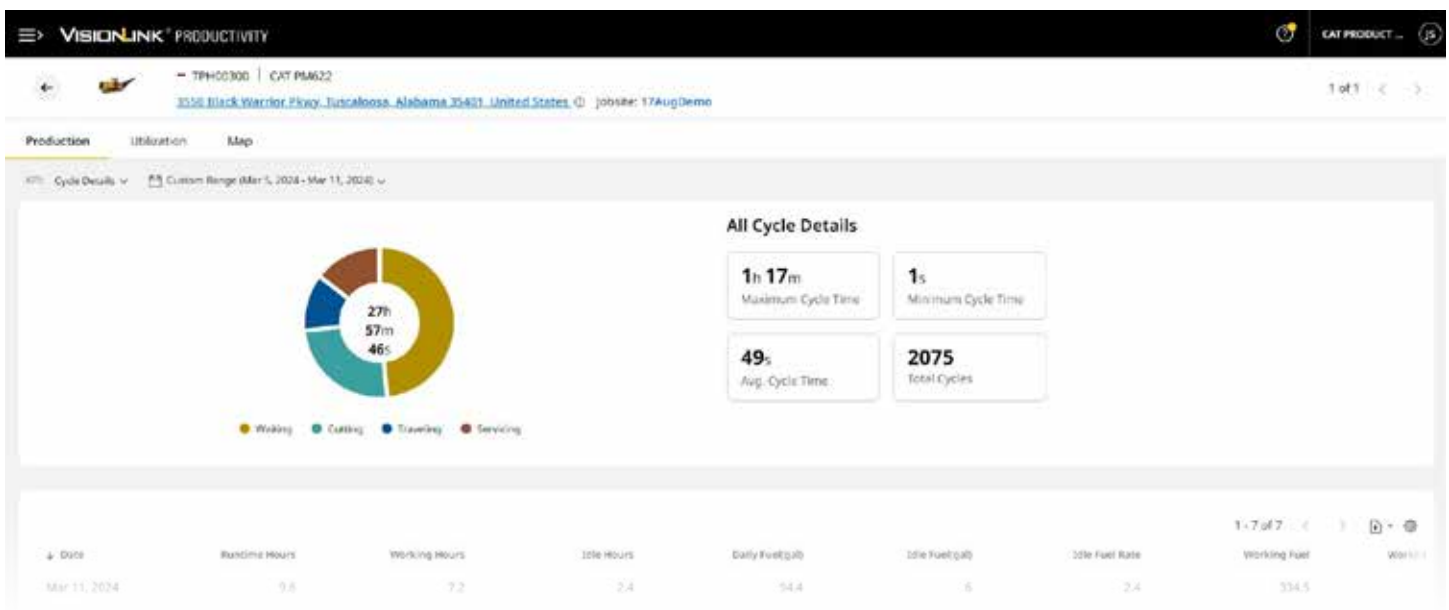 VISIONLINK® PRODUCTIVITY
CAT PRODUCT ...
JS
TPH00300 | CAT PM622
3550 Black Warrior Pkwy, Tuscaloosa, Alabama 35401, United States Jobsite: 17AugDemo
1 of 1
Production Utilization Map
Cycle Details Custom Range (Mar 5, 2024 - Mar 11, 2024)
All Cycle Details
27h
57m
46s
1h 17m
Maximum Cycle Time
1s
Minimum Cycle Time
49s
Avg. Cycle Time
2075
Total Cycles
Waiting Cutting Traveling Servicing
1 - 7 of 7
Date Runtime Hours Working Hours Idle Hours Daily Fuel(gal) Idle Fuel(gal) Idle Fuel Rate Working Fuel
Mar 11, 2024 9.6 7.2 2.4 6 2.4 334.5